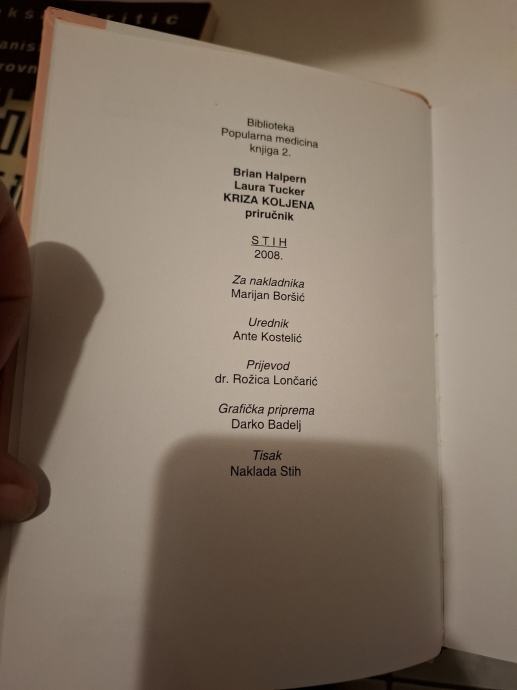 Biblioteka
Popularna medicina
knjiga 2.
Brian Halpern
Laura Tucker
KRIZA KOLJENA
priručnik
STIH
2008.
Za nakladnika
Marijan Boršić
Urednik
Ante Kostelić
Prijevod
dr. Rožica Lončarić
Grafička priprema
Darko Badelj
Tisak
Naklada Stih